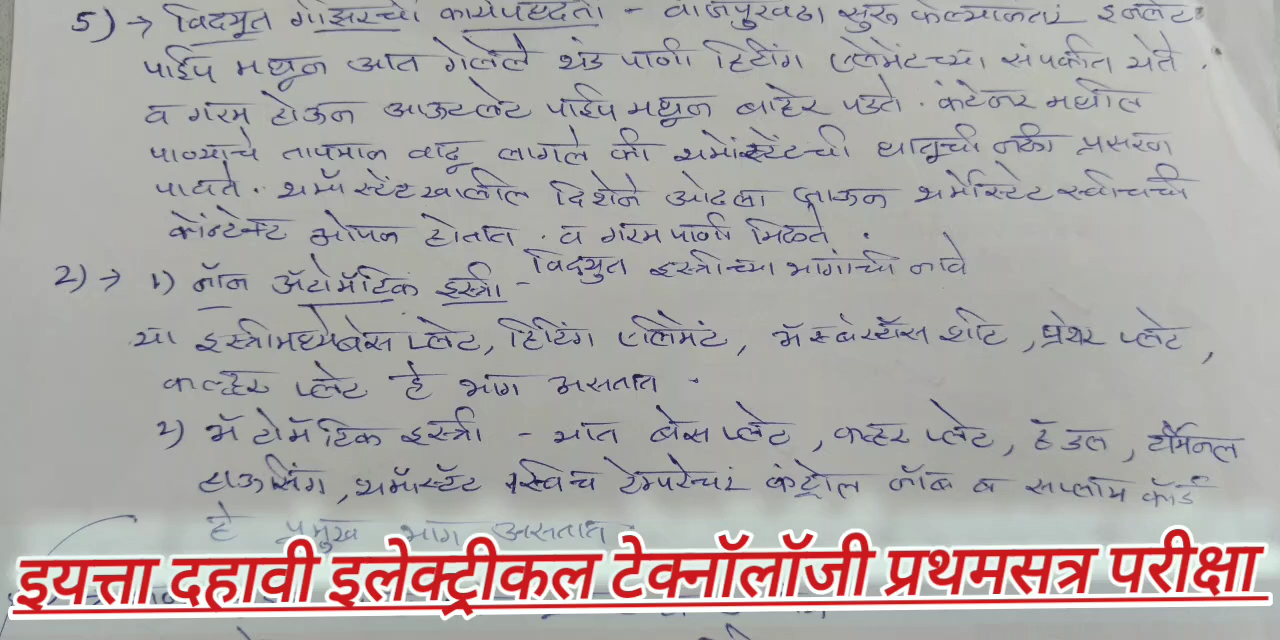 5) → विद्युत गीझरची कार्यपद्धती - वीजपुरवठा सुरु केल्यानंतर इनलेट
पाईप मधून आत गेलेले थंड पाणी हिटींग एलेमेंटच्या संपर्कात येते.
व गरम होऊन आऊटलेट पाईप मधून बाहेर पडते. कंटेनर मधील
पाण्याचे तापमान वाढू लागले की थर्मोस्टॅटची धातूची नळी प्रसरण
पावते. थर्मोस्टॅट खालील दिशेने ओढला जाऊन थर्मोस्टेट स्वीचची
कॉन्टॅक्ट ओपन होतात. व गरम पाणी मिळते.
2) → 1) नॉन ॲटोमॅटिक इस्त्री - विद्युत इस्त्रीच्या भागांची नावे
या इस्त्रीमध्ये बेस प्लेट, हिटिंग एलिमेंट, ॲस्बेस्टॉस शीट, प्रेशर प्लेट,
कव्हर प्लेट हे भाग असतात.
2) ॲटोमॅटिक इस्त्री - यात बेस प्लेट, कव्हर प्लेट, हँडल, टर्मिनल
हाऊसिंग, थर्मोस्टॅट स्विच टेम्परेचर कंट्रोल नॉब व सप्लाय कॉर्ड
हे प्रमुख भाग असतात.
इयत्ता दहावी इलेक्ट्रीकल टेक्नॉलॉजी प्रथमसत्र परीक्षा